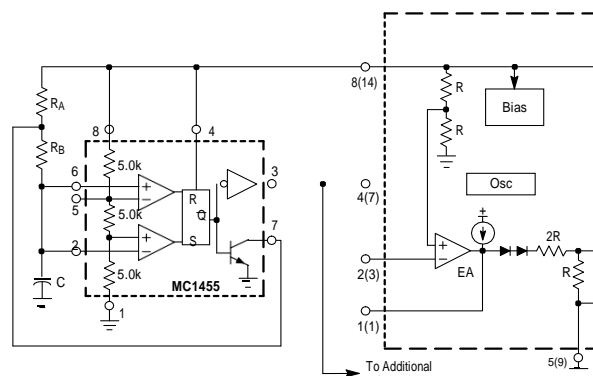 8(14)
R
Bias
R
RA
8
4
RB
6
5.0k
3
+
−
R
5
Osc
4(7)
5.0k
Q
7
2
+
−
S
+
2R
2(3)
+
−
EA
R
C
5.0k
MC1455
1
1(1)
5(9)
To Additional